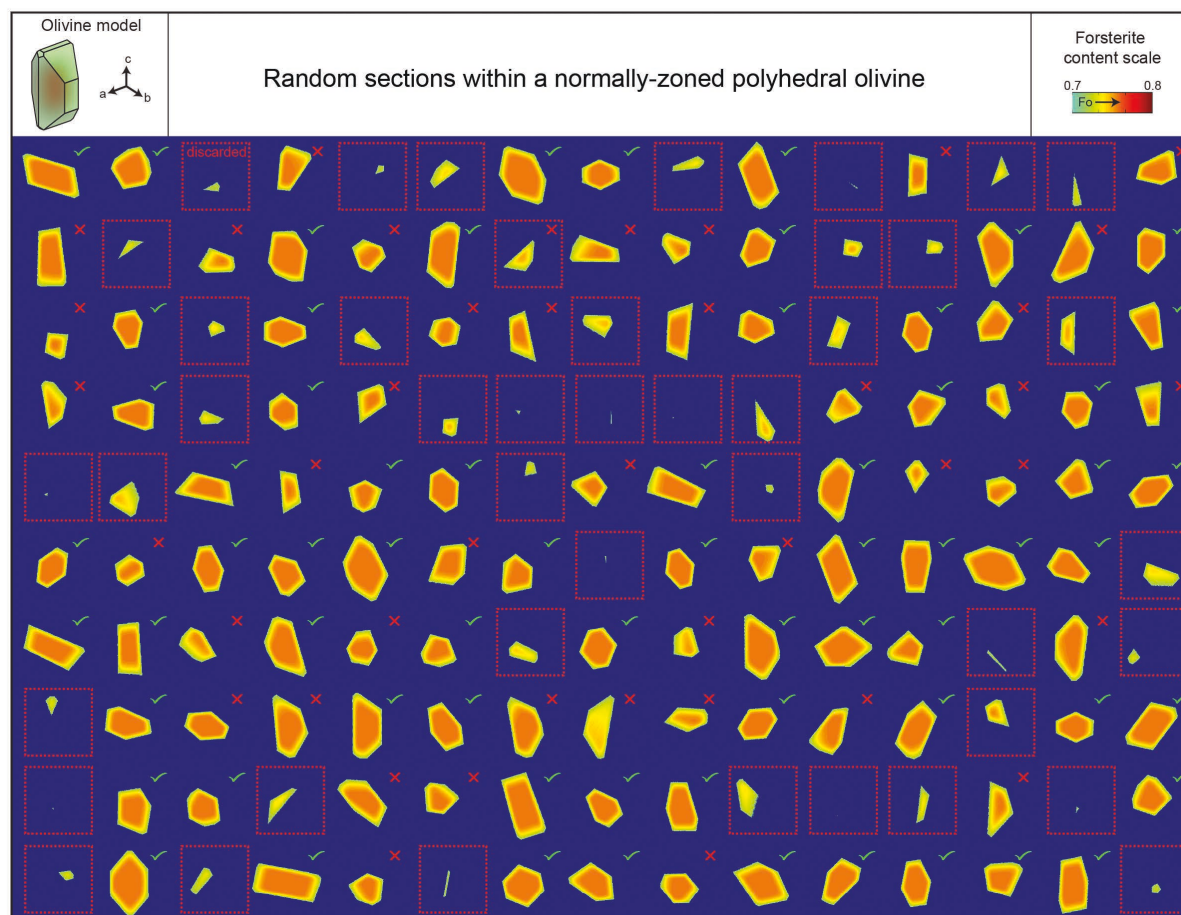 Olivine model
c
a
b
Random sections within a normally-zoned polyhedral olivine
Forsterite
content scale
0.7
0.8
Fo
discarded